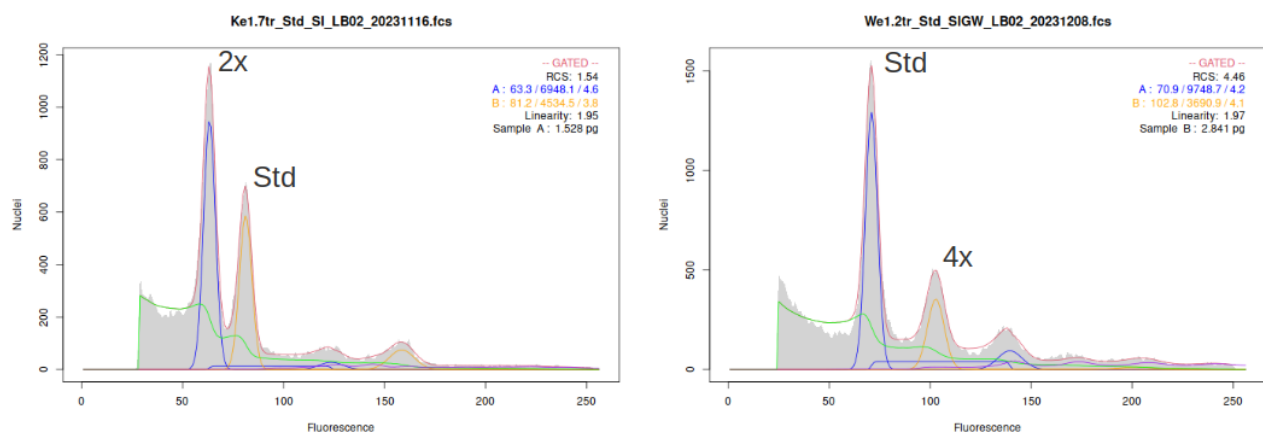 Ke1.7tr_Std_SI_LB02_20231116.fcs
2x
Std
-- GATED --
RCS: 1.54
A : 63.3 / 6948.1 / 4.6
B : 81.2 / 4534.5 / 3.8
Linearity: 1.95
Sample A : 1.528 pg
Nuclei
1200
1000
800
600
400
200
0
0 50 100 150 200 250
Fluorescence
We1.2tr_Std_SIGW_LB02_20231208.fcs
Std
4x
-- GATED --
RCS: 4.46
A : 70.9 / 9748.7 / 4.2
B : 102.8 / 3690.9 / 4.1
Linearity: 1.97
Sample B : 2.841 pg
Nuclei
1500
1000
500
0
0 50 100 150 200 250
Fluorescence